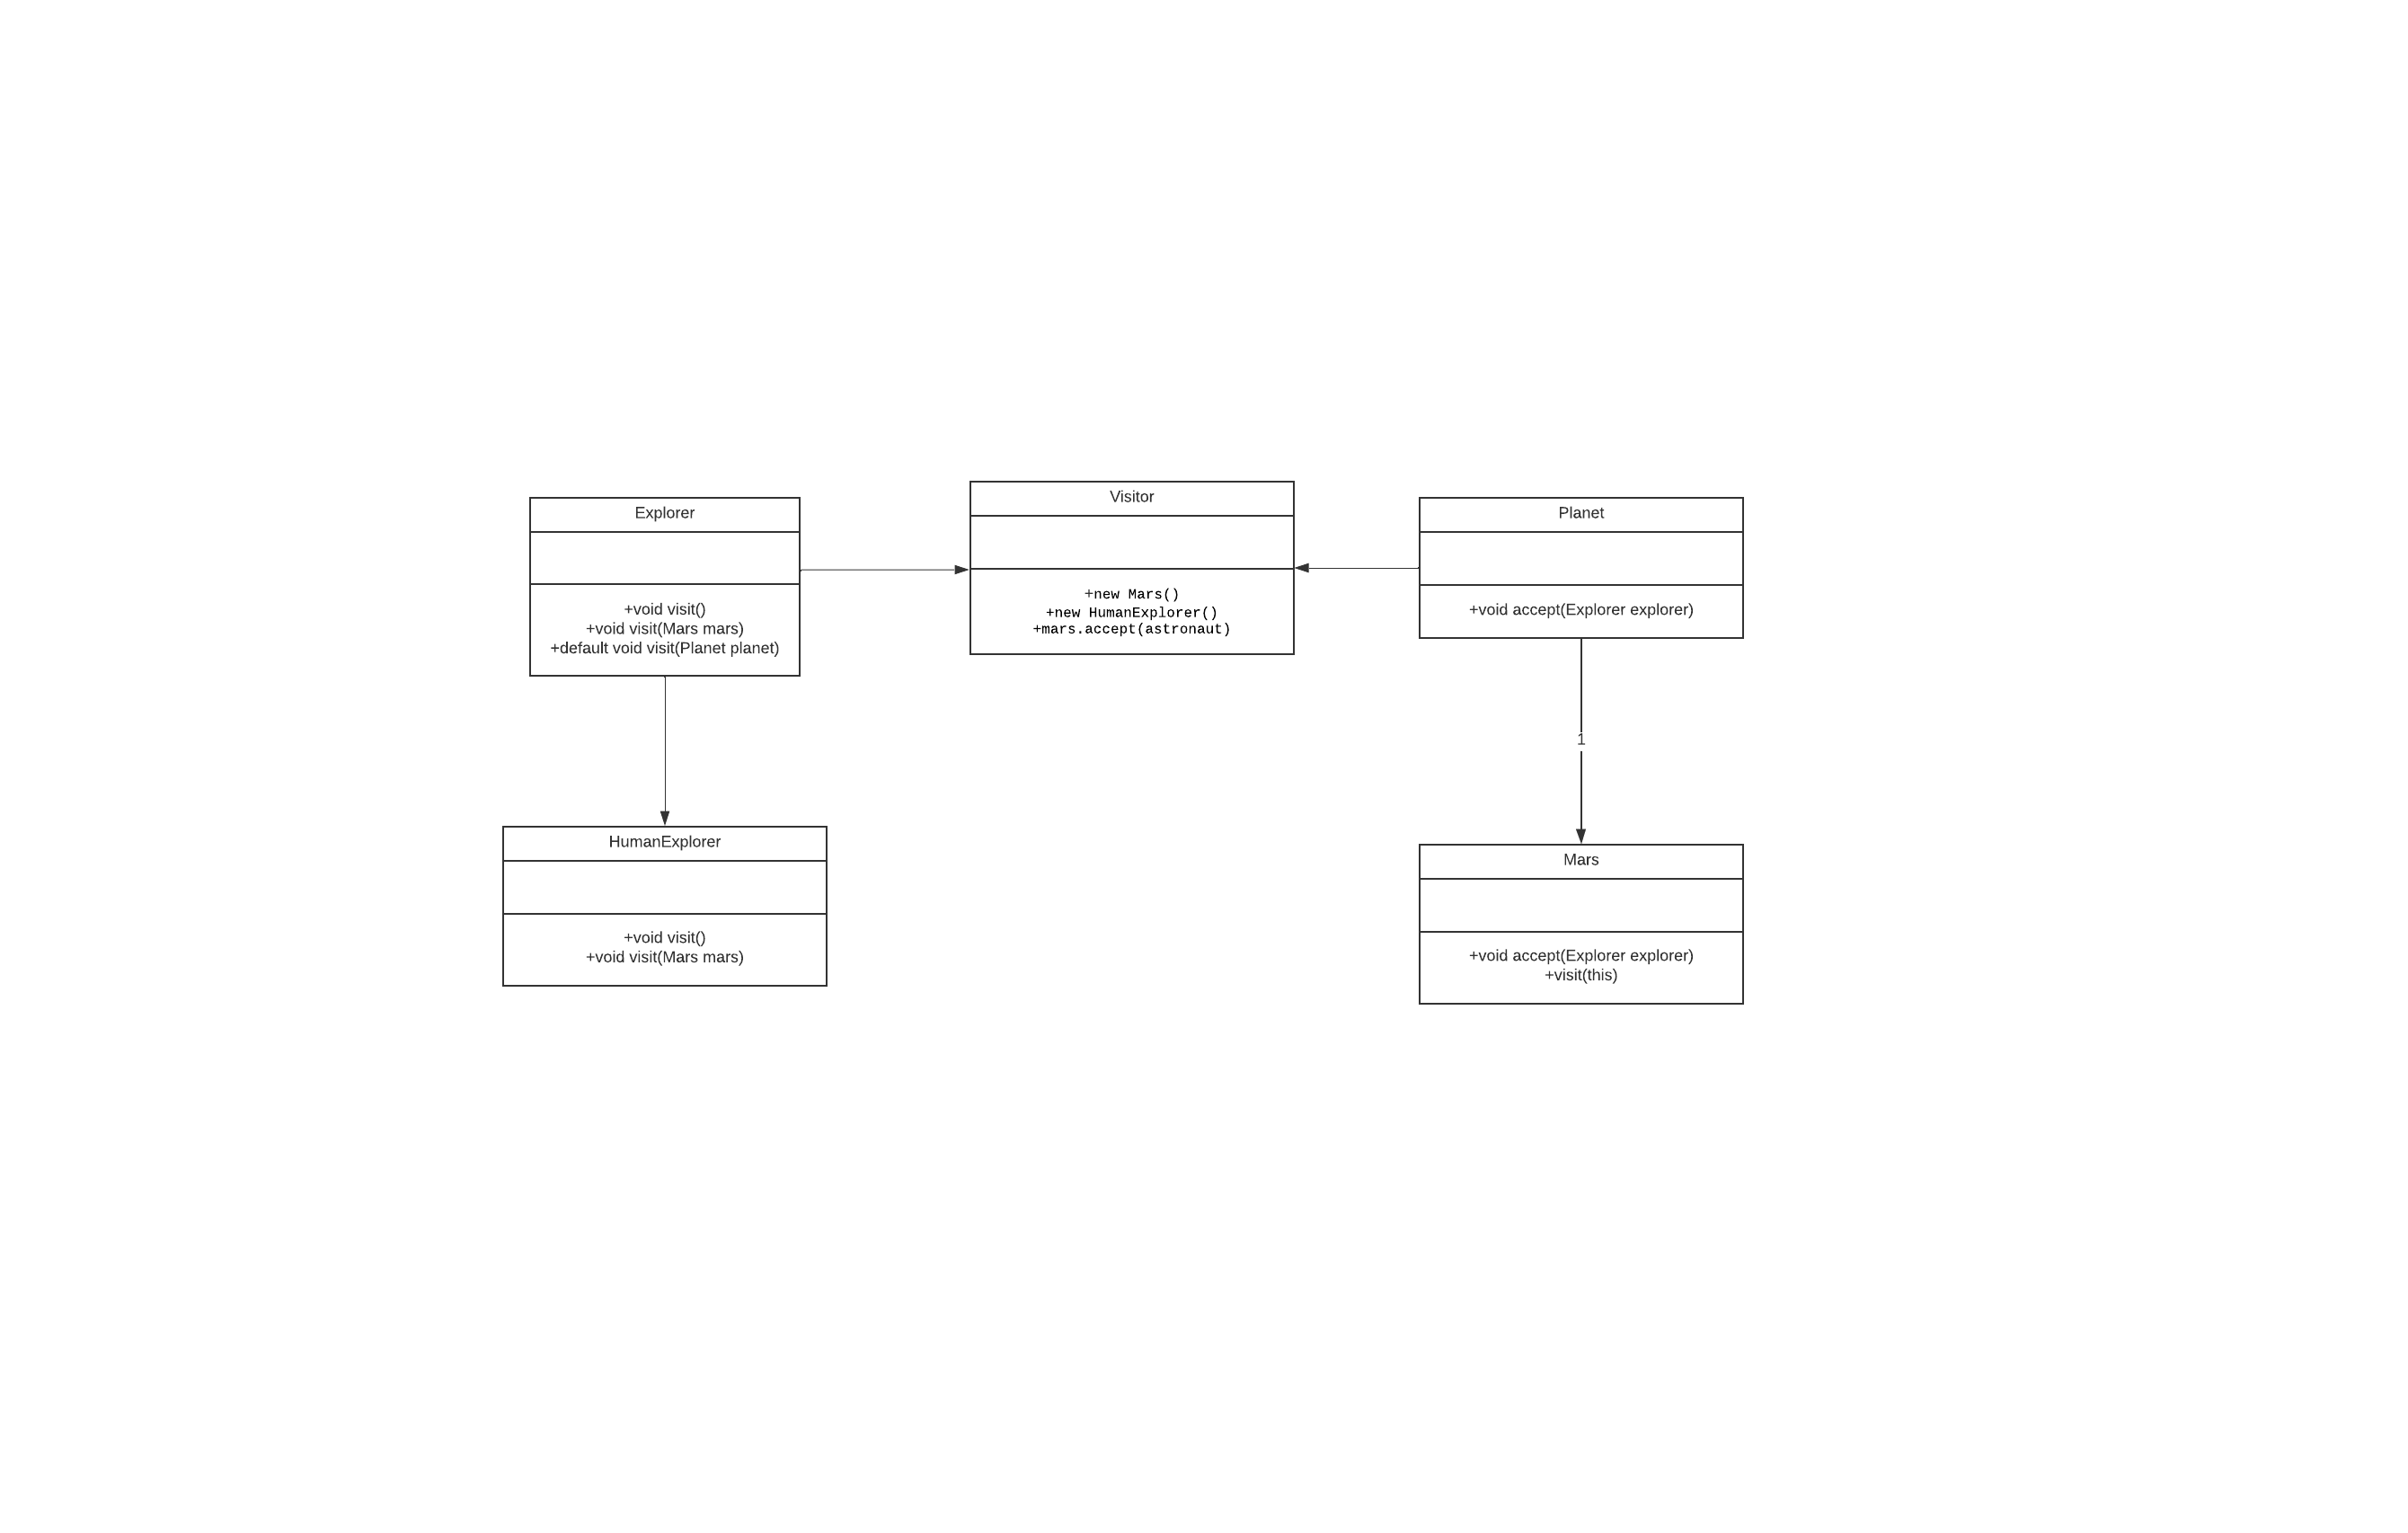 Explorer
+void visit()
+void visit(Mars mars)
+default void visit(Planet planet)
Visitor
+new Mars()
+new HumanExplorer()
+mars.accept(astronaut)
Planet
+void accept(Explorer explorer)
1
HumanExplorer
+void visit()
+void visit(Mars mars)
Mars
+void accept(Explorer explorer)
+visit(this)